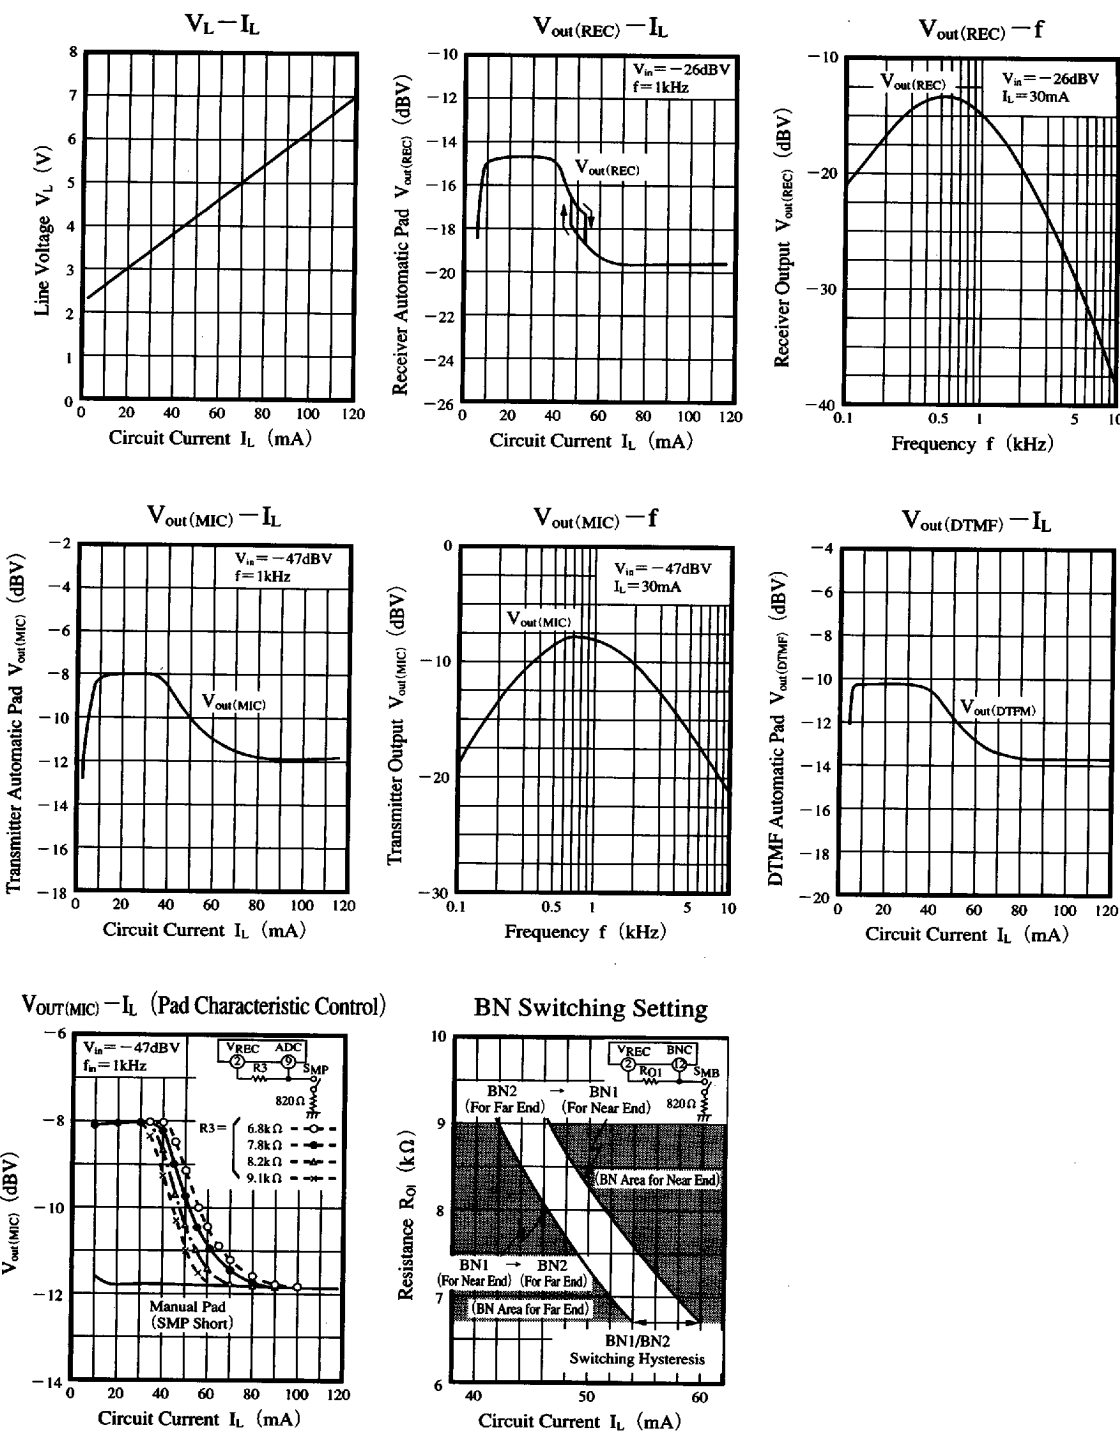 VL－IL
8
7
6
5
4
3
2
1
0
Line Voltage VL (V)
0 20 40 60 80 100 120
Circuit Current IL (mA)
Vout(REC)－IL
Vin＝－26dBV
f＝1kHz
Vout(REC)
－10
－12
－14
－16
－18
－20
－22
－24
－26
Receiver Automatic Pad Vout(REC) (dBV)
0 20 40 60 80 100 120
Circuit Current IL (mA)
Vout(REC)－f
Vout(REC)
Vin＝－26dBV
IL＝30mA
－10
－20
－30
－40
Receiver Output Vout(REC) (dBV)
0.1 0.5 1 5 10
Frequency f (kHz)
Vout(MIC)－IL
Vin＝－47dBV
f＝1kHz
Vout(MIC)
－2
－4
－6
－8
－10
－12
－14
－16
－18
Transmitter Automatic Pad Vout(MIC) (dBV)
0 20 40 60 80 100 120
Circuit Current IL (mA)
Vout(MIC)－f
Vin＝－47dBV
IL＝30mA
Vout(MIC)
0
－10
－20
－30
Transmitter Output Vout(MIC) (dBV)
0.1 0.5 1 5 10
Frequency f (kHz)
Vout(DTMF)－IL
Vout(DTFM)
－4
－6
－8
－10
－12
－14
－16
－18
－20
DTMF Automatic Pad Vout(DTMF) (dBV)
0 20 40 60 80 100 120
Circuit Current IL (mA)
VOUT(MIC)－IL (Pad Characteristic Control)
Vin＝－47dBV
fin＝1kHz
VREC ADC
2 9
R3 SMP
820Ω
R3＝
6.8kΩ
7.8kΩ
8.2kΩ
9.1kΩ
Manual Pad
(SMP Short)
－6
－8
－10
－12
－14
Vout(MIC) (dBV)
0 20 40 60 80 100 120
Circuit Current IL (mA)
BN Switching Setting
VREC BNC
2 12
RO1 SMB
820Ω
BN2 → BN1
(For Far End) (For Near End)
(BN Area for Near End)
BN1 → BN2
(For Near End) (For Far End)
(BN Area for Far End)
BN1/BN2
Switching Hysteresis
10
9
8
7
6
Resistance RO1 (kΩ)
40 50 60
Circuit Current IL (mA)